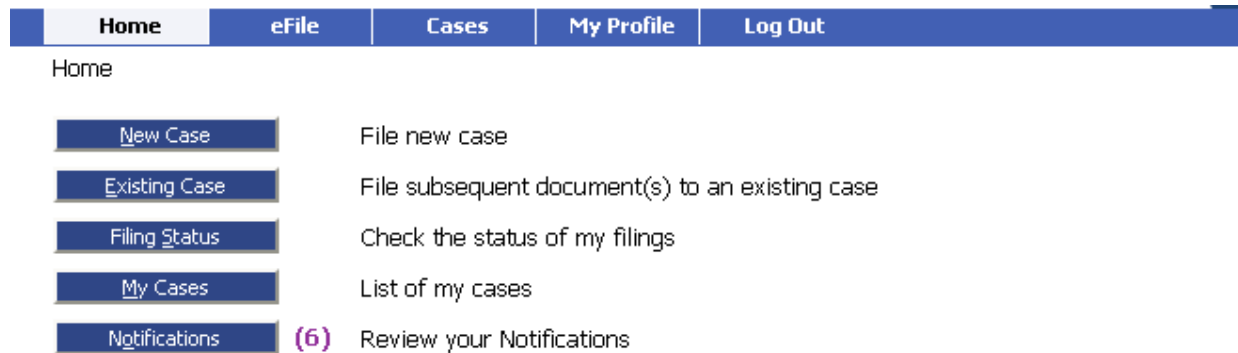 Home eFile Cases My Profile Log Out
Home
New Case File new case
Existing Case File subsequent document(s) to an existing case
Filing Status Check the status of my filings
My Cases List of my cases
Notifications (6) Review your Notifications